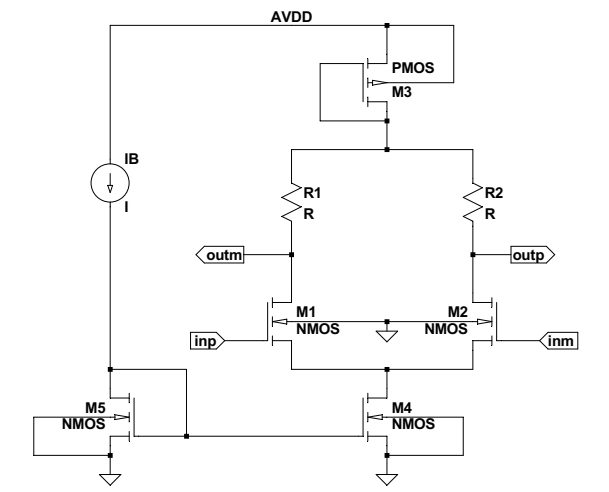 AVDD
PMOS
M3
IB
I
R1
R
R2
R
outm
outp
M1
NMOS
M2
NMOS
inp
inm
M5
NMOS
M4
NMOS